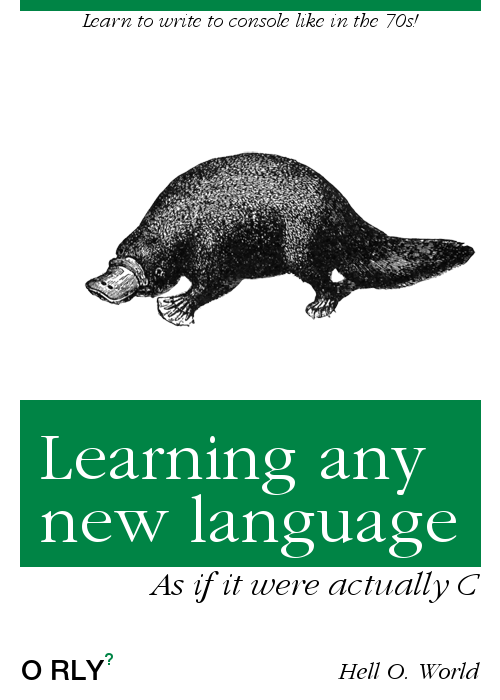 Learn to write to console like in the 70s!
Learning any
new language
As if it were actually C
O RLY?
Hell O. World